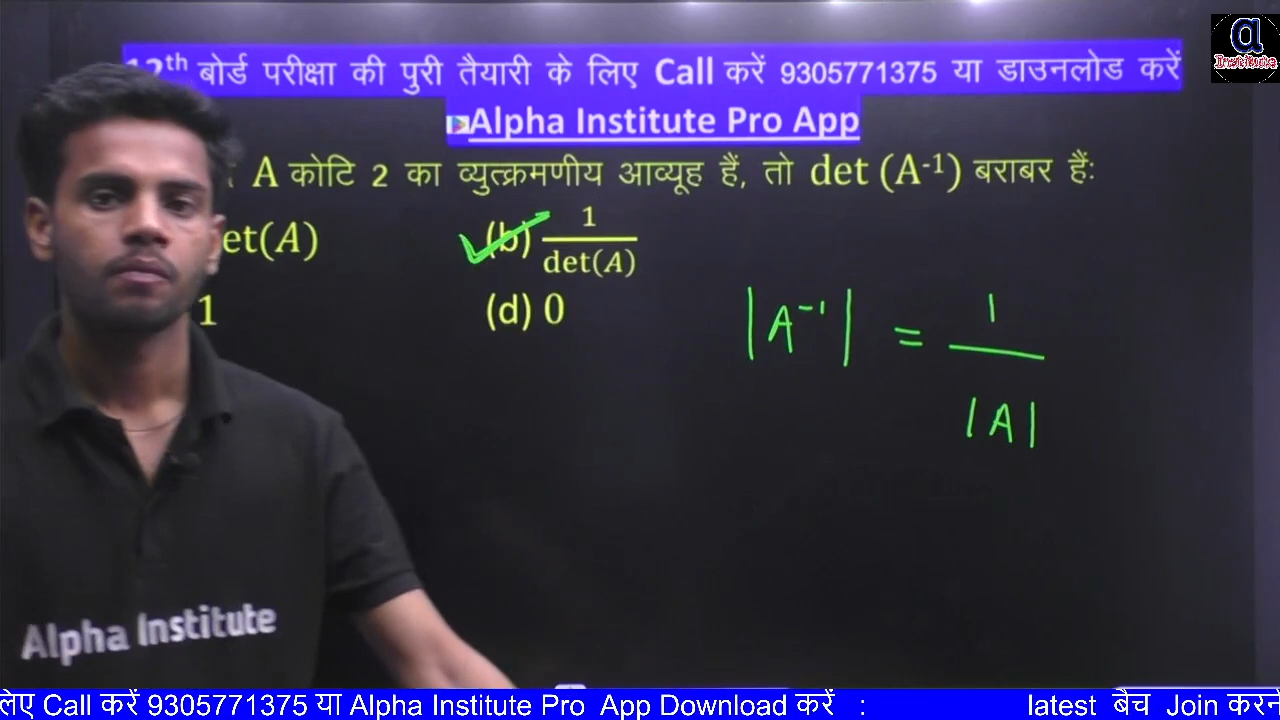 12th बोर्ड परीक्षा की पुरी तैयारी के लिए Call करें 9305771375 या डाउनलोड करें
Alpha Institute Pro App
A कोटि 2 का व्युत्क्रमणीय आव्यूह हैं, तो det (A-1) बराबर हैं:
et(A)
(b) 1/det(A)
1
(d) 0
|A⁻¹| = 1/|A|
Alpha Institute
α Institute
लिए Call करें 9305771375 या Alpha Institute Pro App Download करें : latest बैच Join करन